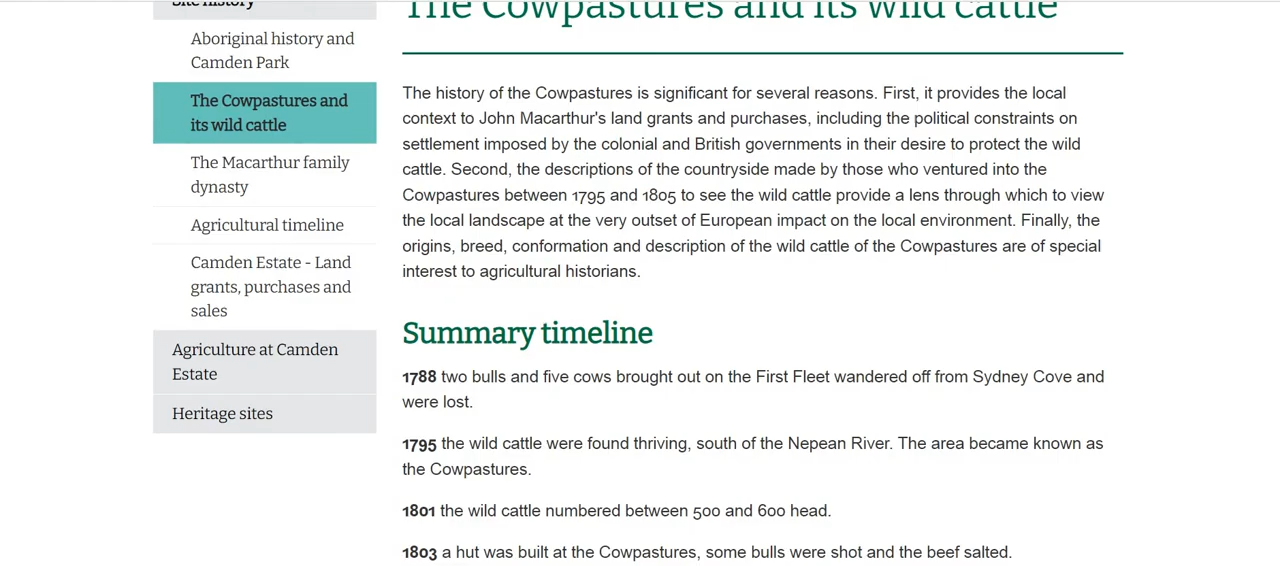 Site history
Aboriginal history and
Camden Park
The Cowpastures and
its wild cattle
The Macarthur family
dynasty
Agricultural timeline
Camden Estate - Land
grants, purchases and
sales
Agriculture at Camden
Estate
Heritage sites
The Cowpastures and its wild cattle
The history of the Cowpastures is significant for several reasons. First, it provides the local
context to John Macarthur's land grants and purchases, including the political constraints on
settlement imposed by the colonial and British governments in their desire to protect the wild
cattle. Second, the descriptions of the countryside made by those who ventured into the
Cowpastures between 1795 and 1805 to see the wild cattle provide a lens through which to view
the local landscape at the very outset of European impact on the local environment. Finally, the
origins, breed, conformation and description of the wild cattle of the Cowpastures are of special
interest to agricultural historians.
Summary timeline
1788 two bulls and five cows brought out on the First Fleet wandered off from Sydney Cove and
were lost.
1795 the wild cattle were found thriving, south of the Nepean River. The area became known as
the Cowpastures.
1801 the wild cattle numbered between 500 and 600 head.
1803 a hut was built at the Cowpastures, some bulls were shot and the beef salted.